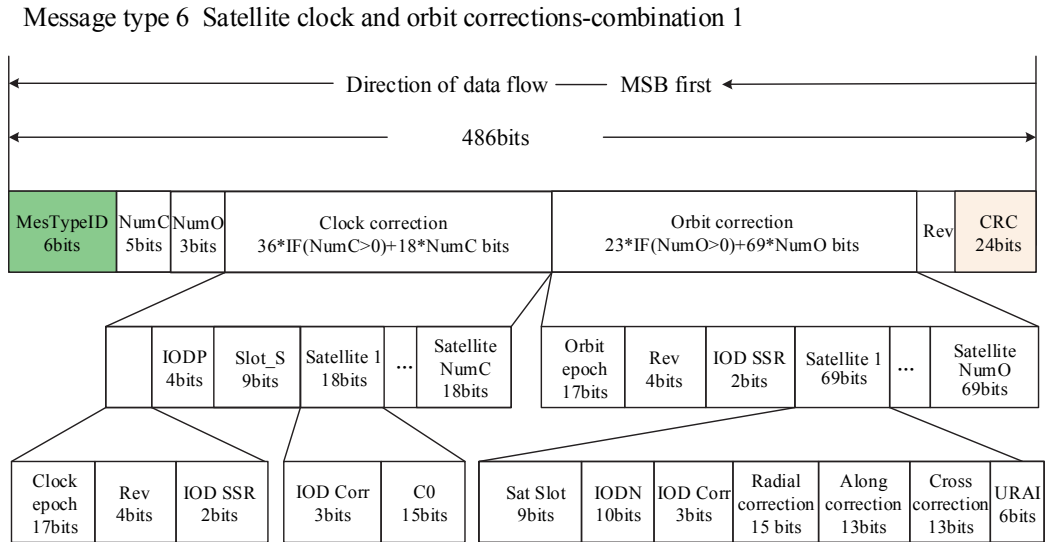 Message type 6  Satellite clock and orbit corrections-combination 1
Direction of data flow — MSB first
486bits
MesTypeID
6bits
NumC
5bits
NumO
3bits
Clock correction
36*IF(NumC>0)+18*NumC bits
Orbit correction
23*IF(NumO>0)+69*NumO bits
Rev
CRC
24bits
IODP
4bits
Slot_S
9bits
Satellite 1
18bits
...
Satellite
NumC
18bits
Orbit
epoch
17bits
Rev
4bits
IOD SSR
2bits
Satellite 1
69bits
...
Satellite
NumO
69bits
Clock
epoch
17bits
Rev
4bits
IOD SSR
2bits
IOD Corr
3bits
C0
15bits
Sat Slot
9bits
IODN
10bits
IOD Corr
3bits
Radial
correction
15 bits
Along
correction
13bits
Cross
correction
13bits
URAI
6bits